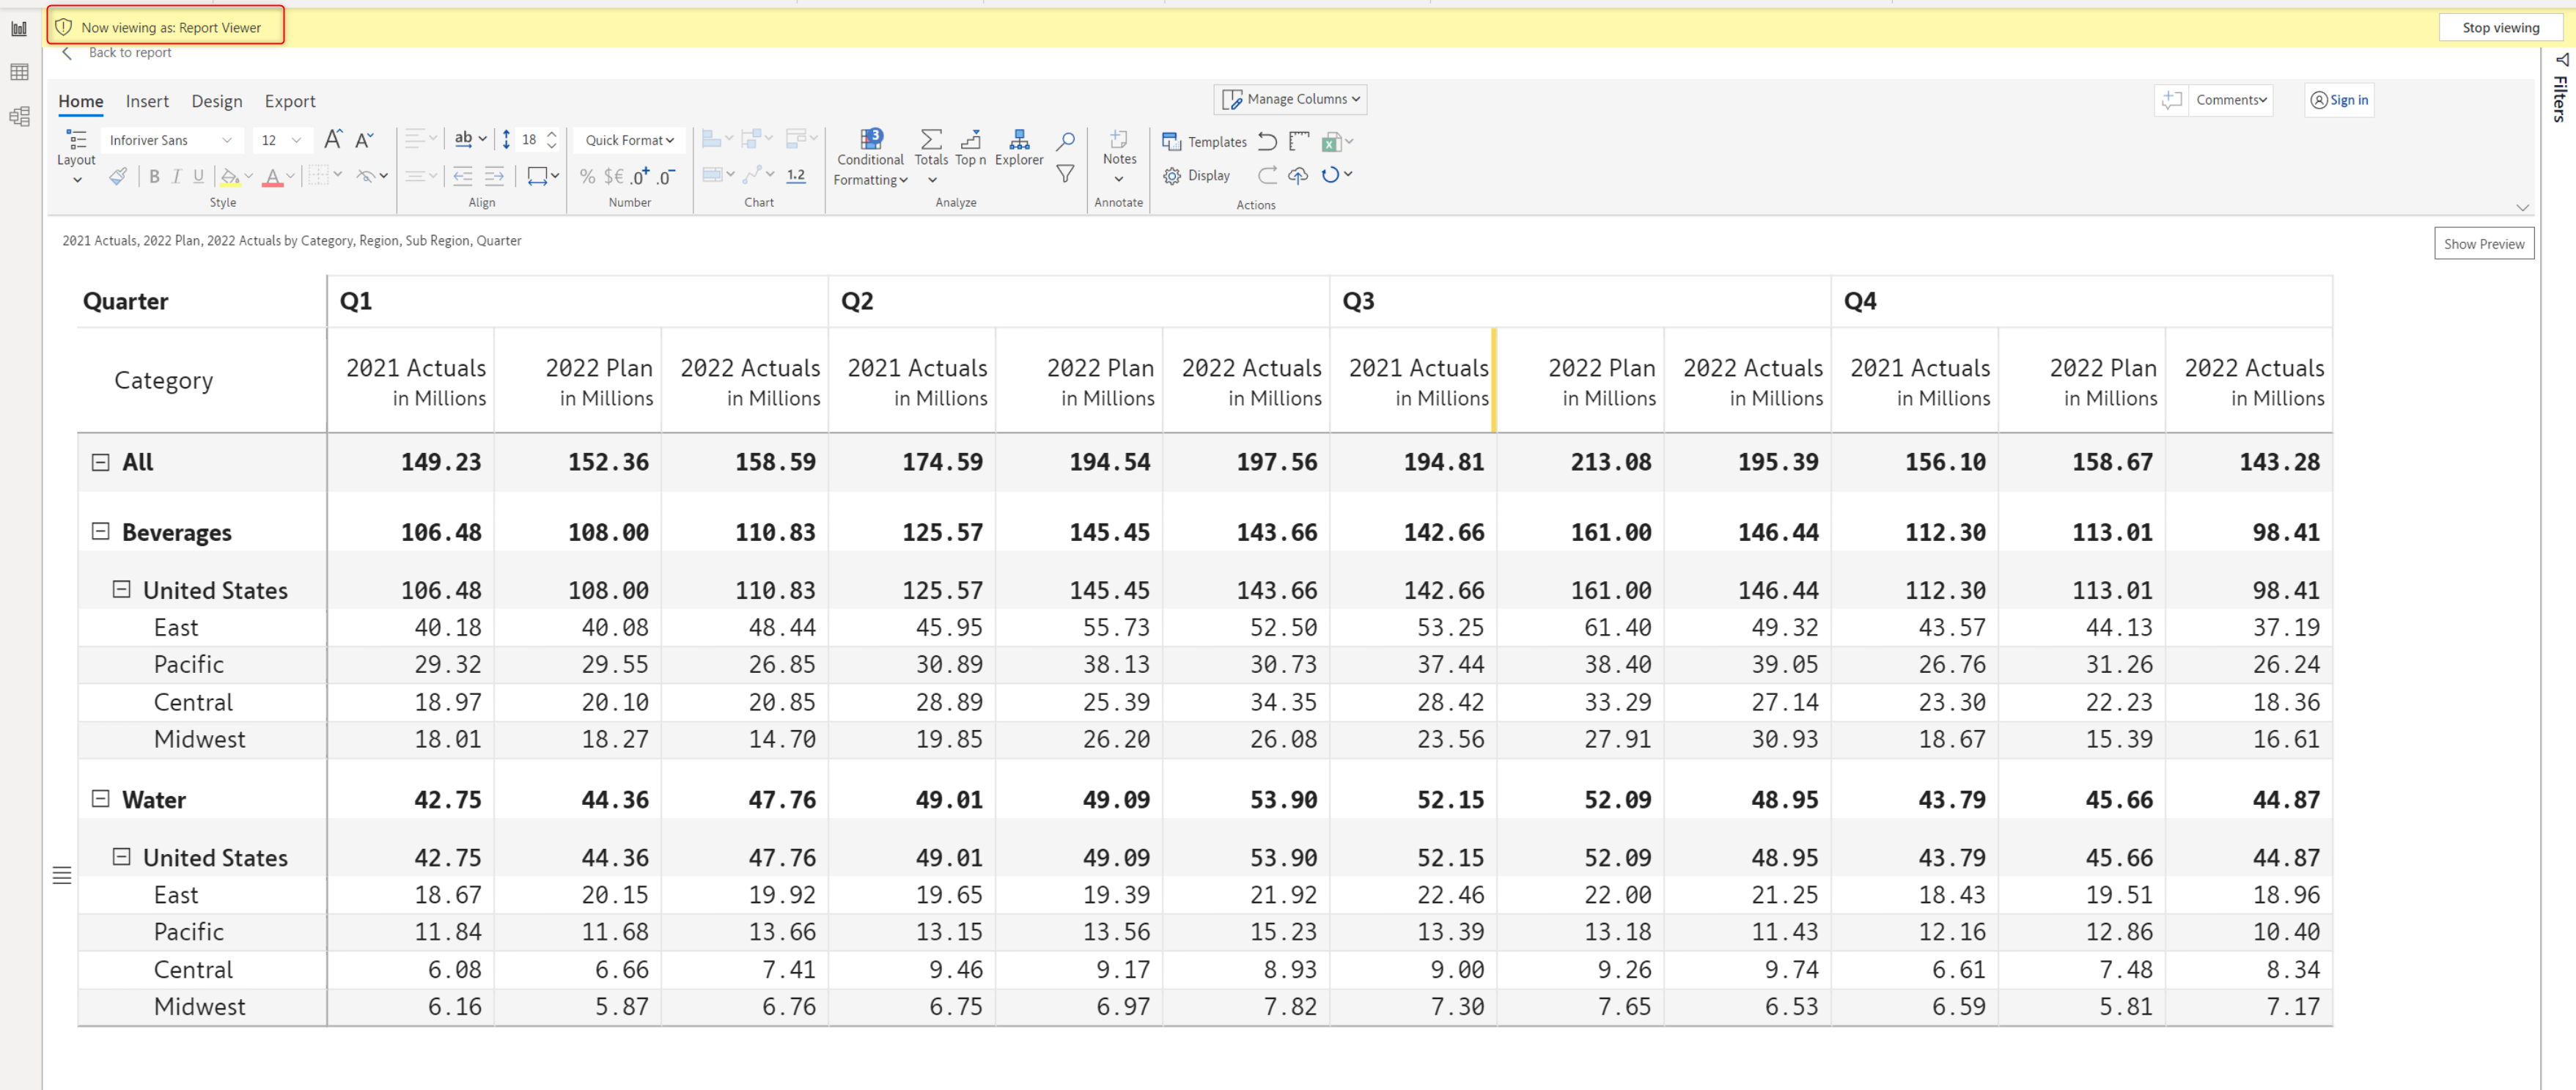 Now viewing as: Report Viewer
Stop viewing
Back to report
Filters
Home Insert Design Export
Manage Columns
Comments
Sign in
Layout
Inforiver Sans 12
ab 18
Quick Format
Conditional Formatting
3
Totals
Top n
Explorer
Notes
Templates
B I U A
% $€ .0+ .0-
1.2
Display
Style Align Number Chart Analyze Annotate Actions
2021 Actuals, 2022 Plan, 2022 Actuals by Category, Region, Sub Region, Quarter
Show Preview
Quarter Q1 Q2 Q3 Q4
Category 2021 Actuals 2022 Plan 2022 Actuals 2021 Actuals 2022 Plan 2022 Actuals 2021 Actuals 2022 Plan 2022 Actuals 2021 Actuals 2022 Plan 2022 Actuals
in Millions in Millions in Millions in Millions in Millions in Millions in Millions in Millions in Millions in Millions in Millions in Millions
All 149.23 152.36 158.59 174.59 194.54 197.56 194.81 213.08 195.39 156.10 158.67 143.28
Beverages 106.48 108.00 110.83 125.57 145.45 143.66 142.66 161.00 146.44 112.30 113.01 98.41
United States 106.48 108.00 110.83 125.57 145.45 143.66 142.66 161.00 146.44 112.30 113.01 98.41
East 40.18 40.08 48.44 45.95 55.73 52.50 53.25 61.40 49.32 43.57 44.13 37.19
Pacific 29.32 29.55 26.85 30.89 38.13 30.73 37.44 38.40 39.05 26.76 31.26 26.24
Central 18.97 20.10 20.85 28.89 25.39 34.35 28.42 33.29 27.14 23.30 22.23 18.36
Midwest 18.01 18.27 14.70 19.85 26.20 26.08 23.56 27.91 30.93 18.67 15.39 16.61
Water 42.75 44.36 47.76 49.01 49.09 53.90 52.15 52.09 48.95 43.79 45.66 44.87
United States 42.75 44.36 47.76 49.01 49.09 53.90 52.15 52.09 48.95 43.79 45.66 44.87
East 18.67 20.15 19.92 19.65 19.39 21.92 22.46 22.00 21.25 18.43 19.51 18.96
Pacific 11.84 11.68 13.66 13.15 13.56 15.23 13.39 13.18 11.43 12.16 12.86 10.40
Central 6.08 6.66 7.41 9.46 9.17 8.93 9.00 9.26 9.74 6.61 7.48 8.34
Midwest 6.16 5.87 6.76 6.75 6.97 7.82 7.30 7.65 6.53 6.59 5.81 7.17